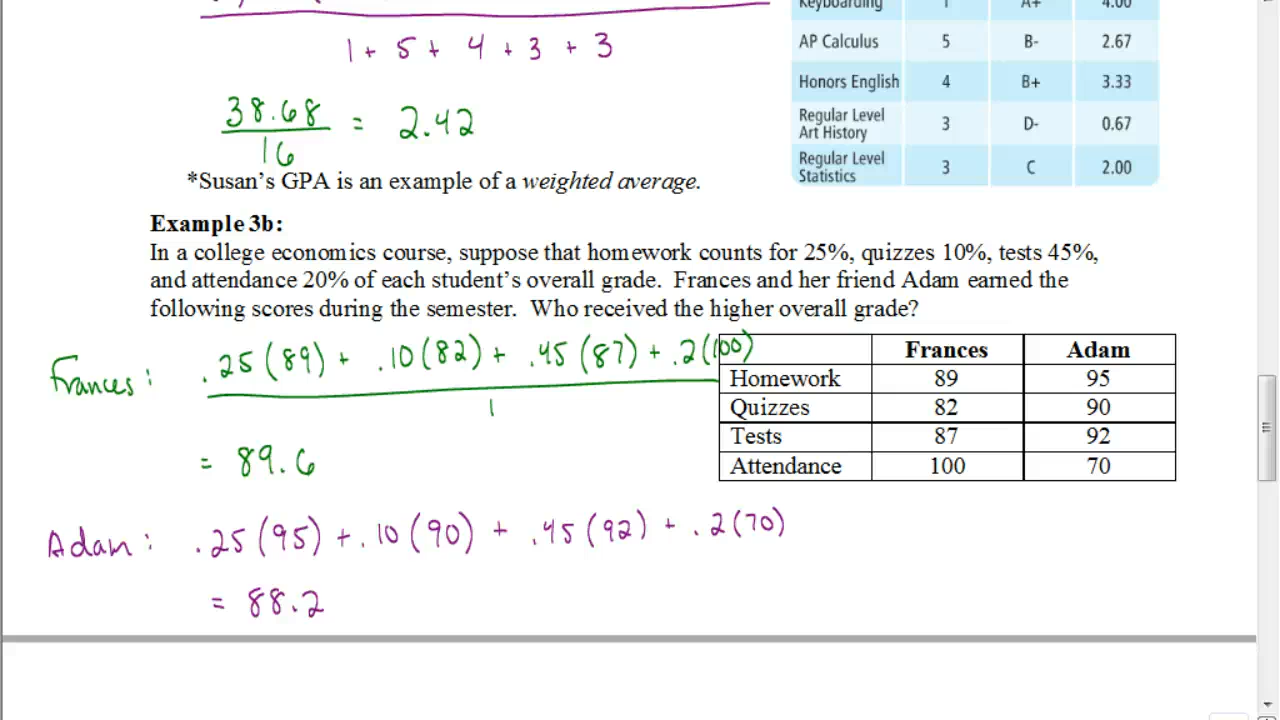 Keyboarding 1 A+ 4.00
1 + 5 + 4 + 3 + 3
AP Calculus 5 B- 2.67
Honors English 4 B+ 3.33
38.68
16
= 2.42
Regular Level
Art History 3 D- 0.67
Regular Level
Statistics 3 C 2.00
*Susan's GPA is an example of a weighted average.
Example 3b:
In a college economics course, suppose that homework counts for 25%, quizzes 10%, tests 45%,
and attendance 20% of each student's overall grade. Frances and her friend Adam earned the
following scores during the semester. Who received the higher overall grade?
Frances: .25(89) + .10(82) + .45(87) + .2(100)
1
= 89.6
Frances Adam
Homework 89 95
Quizzes 82 90
Tests 87 92
Attendance 100 70
Adam: .25(95) + .10(90) + .45(92) + .2(70)
= 88.2